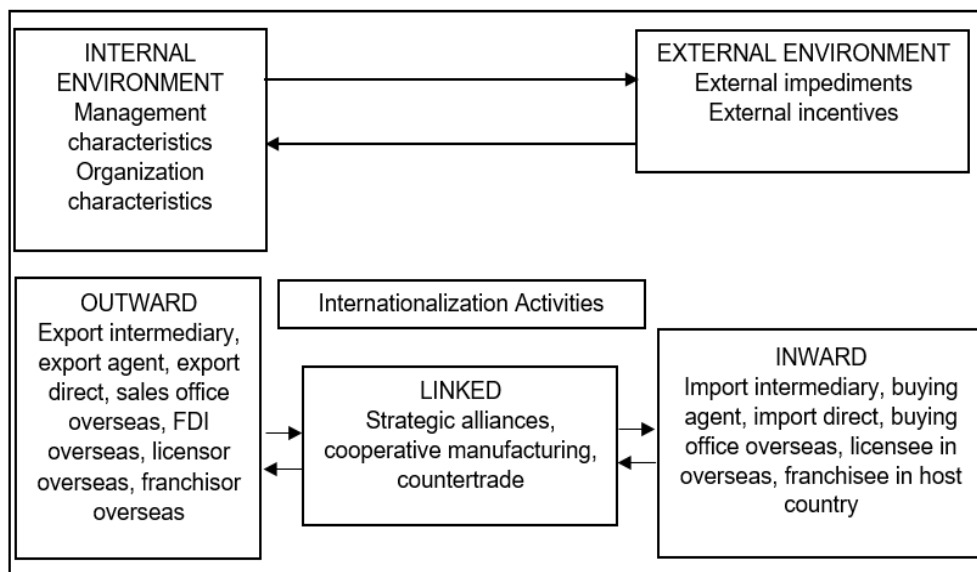 INTERNAL
ENVIRONMENT
Management
characteristics
Organization
characteristics
EXTERNAL ENVIRONMENT
External impediments
External incentives
OUTWARD
Export intermediary,
export agent, export
direct, sales office
overseas, FDI
overseas, licensor
overseas, franchisor
overseas
Internationalization Activities
LINKED
Strategic alliances,
cooperative manufacturing,
countertrade
INWARD
Import intermediary, buying
agent, import direct, buying
office overseas, licensee in
overseas, franchisee in host
country